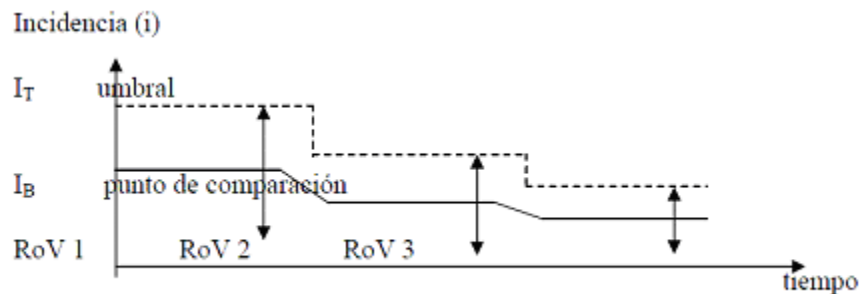 Incidencia (i)
I_T umbral
I_B punto de comparación
RoV 1 RoV 2 RoV 3
tiempo